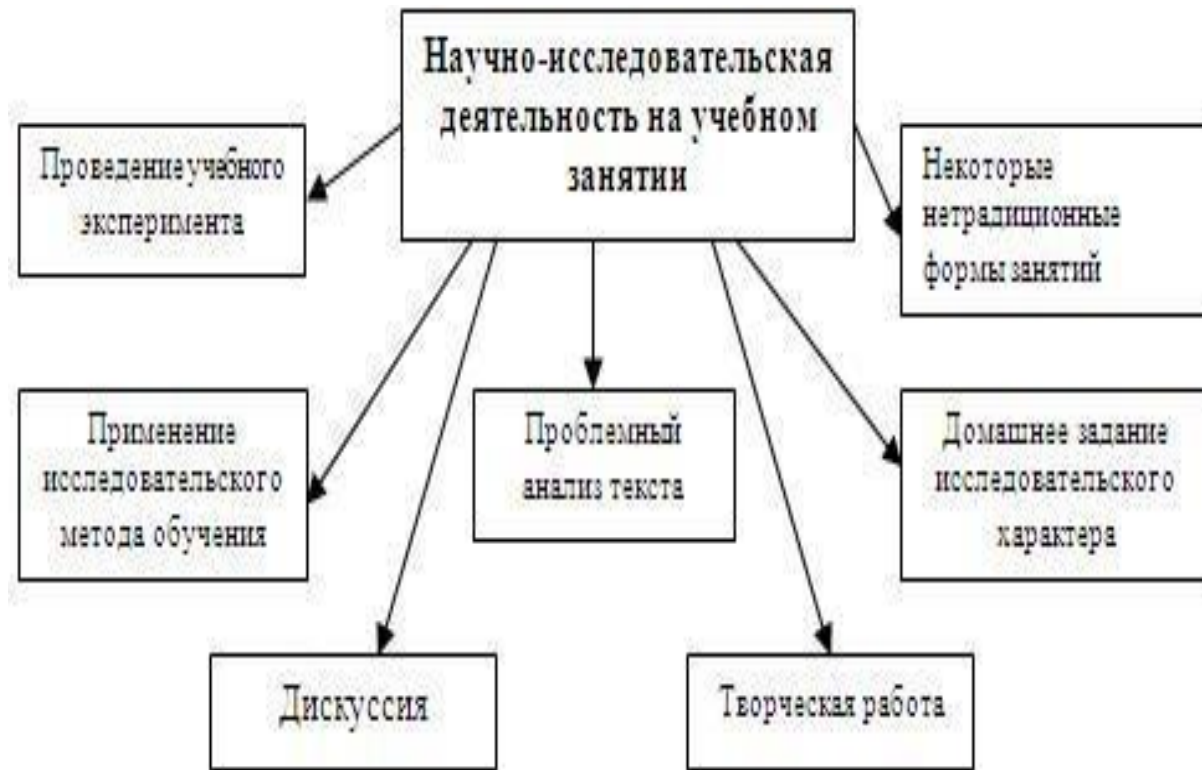 Научно-исследовательская
деятельность на учебном
занятии
Проведение учебного
эксперимента
Некоторые
нетрадиционные
формы занятий
Применение
исследовательского
метода обучения
Проблемный
анализ текста
Домашнее задание
исследовательского
характера
Дискуссия
Творческая работа